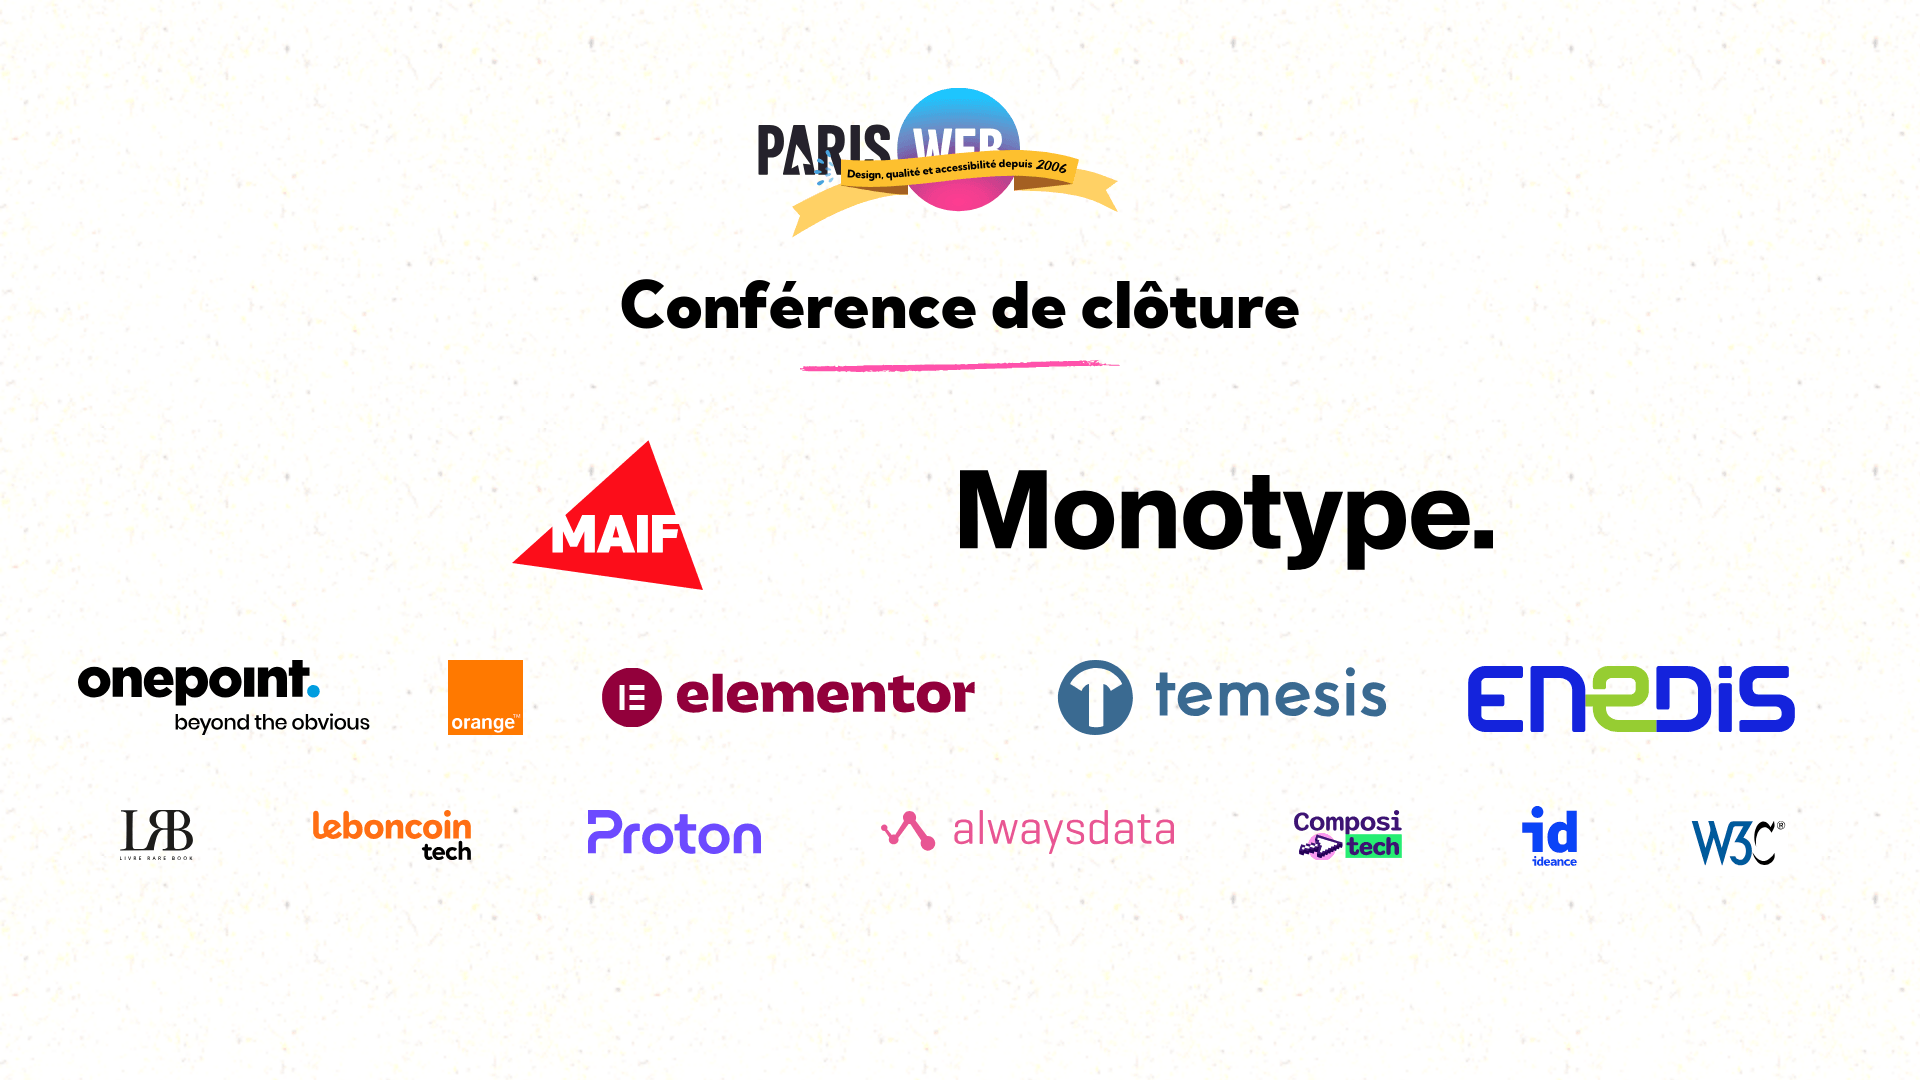 PARIS WEB
Design, qualité et accessibilité depuis 2006
Conférence de clôture
MAIF
Monotype.
onepoint.
beyond the obvious
orange™
elementor
temesis
ENEDIS
LRB
LIVRE RARE BOOK
leboncoin
tech
Proton
alwaysdata
Composi
tech
id
ideance
W3C®